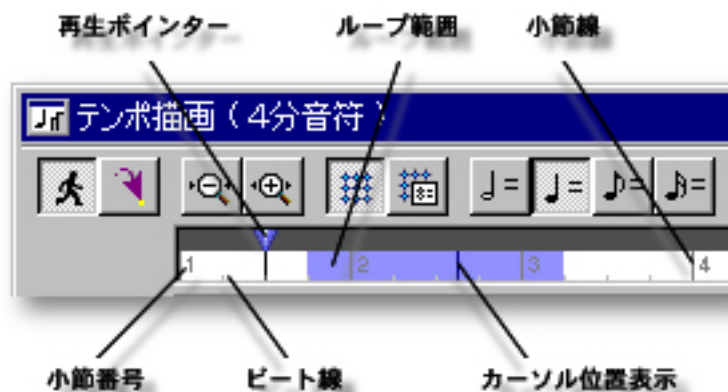 再生ポインター ループ範囲 小節線
テンポ描画（4分音符）
1 2 3 4
小節番号 ビート線 カーソル位置表示